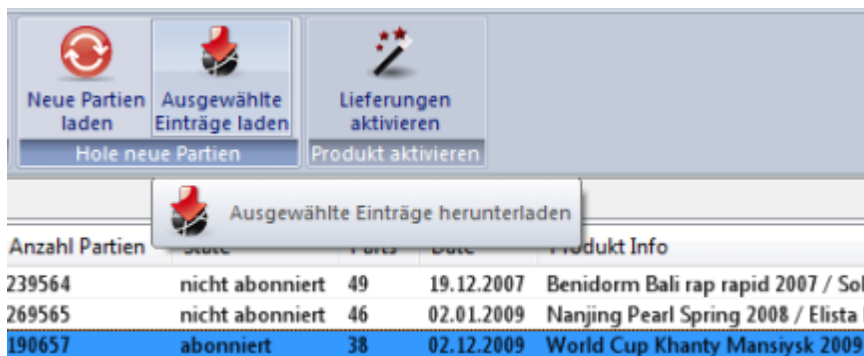 Neue Partien laden
Ausgewählte Einträge laden
Lieferungen aktivieren
Hole neue Partien
Produkt aktivieren
Ausgewählte Einträge herunterladen
Anzahl Partien State Parts Date Produkt Info
239564 nicht abonniert 49 19.12.2007 Benidorm Bali rap rapid 2007 /
269565 nicht abonniert 46 02.01.2009 Nanjing Pearl Spring 2008 / Elista
190657 abonniert 38 02.12.2009 World Cup Khanty Mansiysk 2009